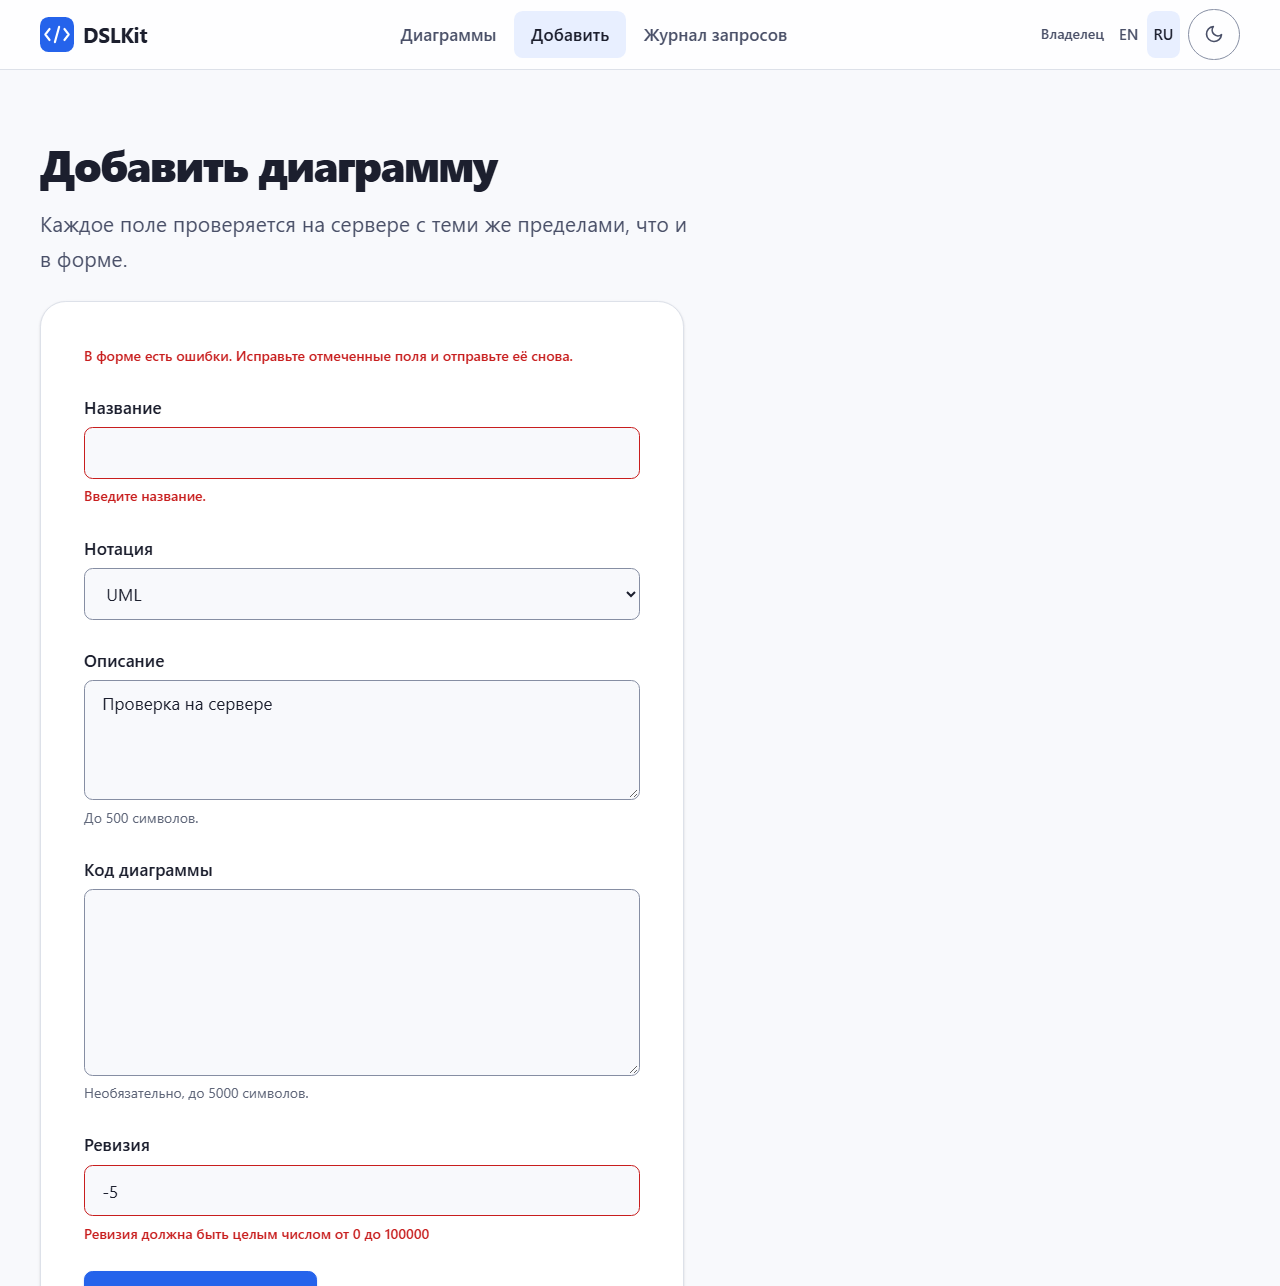 DSLKit
Диаграммы
Добавить
Журнал запросов
Владелец
EN
RU
Добавить диаграмму
Каждое поле проверяется на сервере с теми же пределами, что и
в форме.
В форме есть ошибки. Исправьте отмеченные поля и отправьте её снова.
Название
Введите название.
Нотация
UML
Описание
Проверка на сервере
До 500 символов.
Код диаграммы
Необязательно, до 5000 символов.
Ревизия
-5
Ревизия должна быть целым числом от 0 до 100000